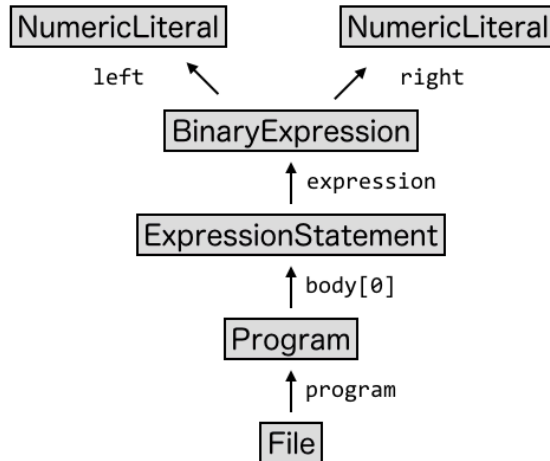 NumericLiteral NumericLiteral
left right
BinaryExpression
expression
ExpressionStatement
body[0]
Program
program
File